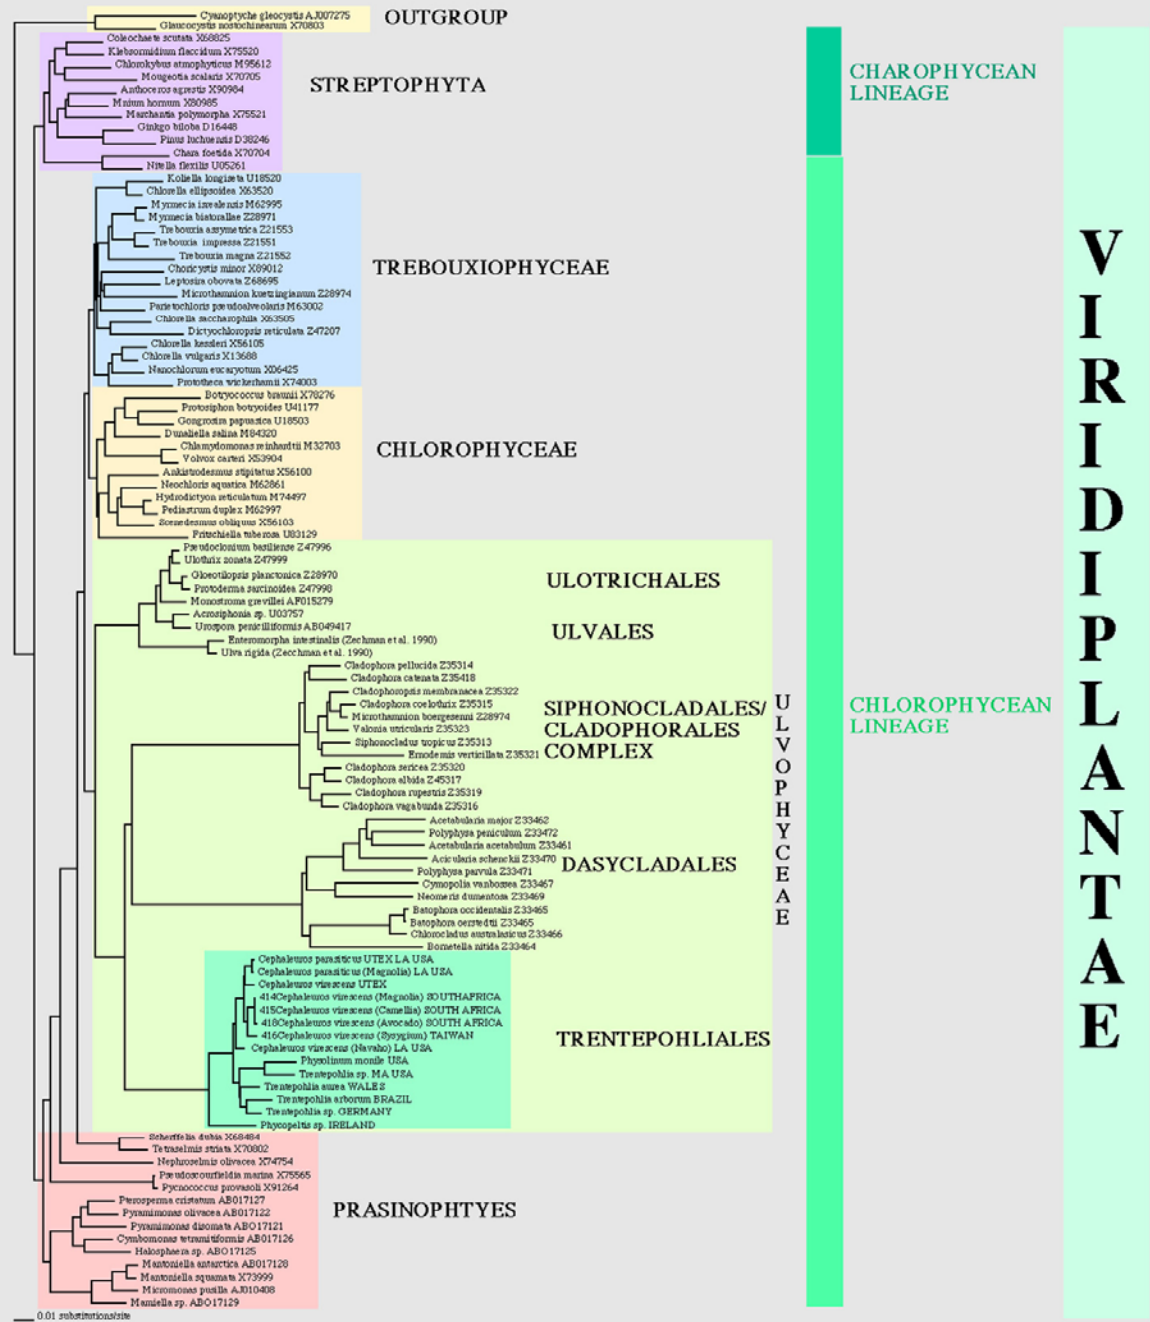 Cyanoptyche gleocystis AJ007275
Glaucocystis nostochinearum X70803
OUTGROUP
Coleochaete scutata X68825
Klebsormidium flaccidum X75520
Chlorokybus atmophyticus M95612
Mougeotia scalaris X70705
Anthoceros agrestis X90984
Mnium hornum X80985
Marchantia polymorpha X75521
Ginkgo biloba D16448
Pinus luchuensis D38246
Chara foetida X70704
Nitella flexilis U05261
STREPTOPHYTA
CHAROPHYCEAN
LINEAGE
Koliella longiseta U18520
Chlorella ellipsoidea X63520
Myrmecia israelensis M62995
Myrmecia biatorallae Z28971
Trebouxia assymetrica Z21553
Trebouxia impressa Z21551
Trebouxia magna Z21552
Choricystis minor X89012
Leptosira obovata Z68695
Microthamnion kuetzingianum Z28974
Parietochloris pseudoalveolaris M63002
Chlorella saccharophila X63505
Dictyochloropsis reticulata Z47207
Chlorella kessleri X56105
Chlorella vulgaris X13688
Nanochlorum eucaryotum X06425
Prototheca wickerhamii X74003
TREBOUXIOPHYCEAE
Botryococcus braunii X78276
Protosiphon botryoides U41177
Gongrosira papuasica U18503
Dunaliella salina M84320
Chlamydomonas reinhardtii M32703
Volvox carteri X53904
Ankistrodesmus stipitatus X56100
Neochloris aquatica M62861
Hydrodictyon reticulatum M74497
Pediastrum duplex M62997
Scenedesmus obliquus X56103
Fritschiella tuberosa U83129
CHLOROPHYCEAE
Pseudoclonium basiliense Z47996
Ulothrix zonata Z47999
Gloeotilopsis planctonica Z28970
Protoderma sarcinoidea Z47998
Monostroma grevillei AF015279
Acrosiphonia sp. U03757
Urospora penicilliformis AB049417
Enteromorpha intestinalis (Zechman et al. 1990)
Ulva rigida (Zecchman et al. 1990)
ULOTRICHALES
ULVALES
Cladophora pellucida Z35314
Cladophora catenata Z35418
Cladophoropsis membranacea Z35322
Cladophora coelothrix Z35315
Microthamnion boergesenni Z28974
Valonia utricularis Z35323
Siphonocladus tropicus Z35313
Ernodemis verticillata Z35321
Cladophora sericea Z35320
Cladophora albida Z45317
Cladophora rupestris Z35319
Cladophora vagabunda Z35316
SIPHONOCLADALES/
CLADOPHORALES
COMPLEX
Acetabularia major Z33462
Polyphysa peniculum Z33472
Acetabularia acetabulum Z33461
Acicularia schenckii Z33470
Polyphysa parvula Z33471
Cymopolia vanbossea Z33467
Neomeris dumentosa Z33469
Batophora occidentalis Z33465
Batophora oerstedtii Z33465
Chlorocladus australasicus Z33466
Bornetella nitida Z33464
DASYCLADALES
ULVOPHYCEAE
CHLOROPHYCEAN
LINEAGE
VIRIDIPLANTAE
Cephaleuros parasiticus UTEX LA USA
Cephaleuros parasiticus (Magnolia) LA USA
Cephaleuros virescens UTEX
414Cephaleuros virescens (Magnolia) SOUTHAFRICA
415Cephaleuros virescens (Camellia) SOUTH AFRICA
418Cephaleuros virescens (Avocado) SOUTH AFRICA
416Cephaleuros virescens (Sysygium) TAIWAN
Cephaleuros virescens (Navaho) LA USA
Physolinum monile USA
Trentepohlia sp. MA USA
Trentepohlia aurea WALES
Trentepohlia arborum BRAZIL
Trentepohlia sp. GERMANY
Phycopeltis sp. IRELAND
TRENTEPOHLIALES
Scherffelia dubia X68484
Tetraselmis striata X70802
Nephroselmis olivacea X74754
Pseudoscourfieldia marina X75565
Pycnococcus provasoli X91264
Pterosperma cristatum AB017127
Pyramimonas olivacea AB017122
Pyramimonas disomata ABO17121
Cymbomonas tetramitiformis AB017126
Halosphaera sp. ABO17125
Mantoniella antarctica AB017128
Mantoniella squamata X73999
Micromonas pusilla AJ010408
Mamiella sp. ABO17129
PRASINOPHTYES
0.01 substitutions/site